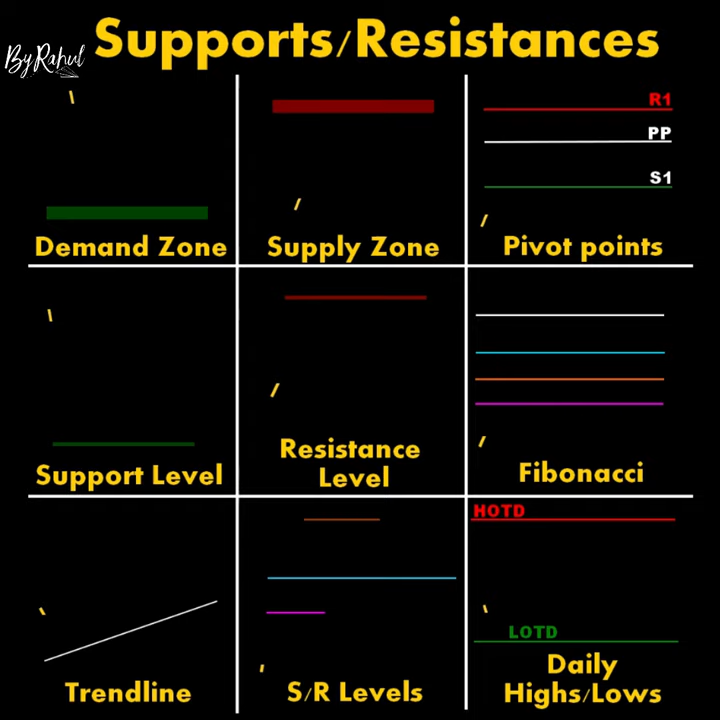 Supports/Resistances
ByRahul
R1
PP
S1
Demand Zone
Supply Zone
Pivot points
Support Level
Resistance
Level
Fibonacci
HOTD
LOTD
Trendline
S/R Levels
Daily
Highs/Lows